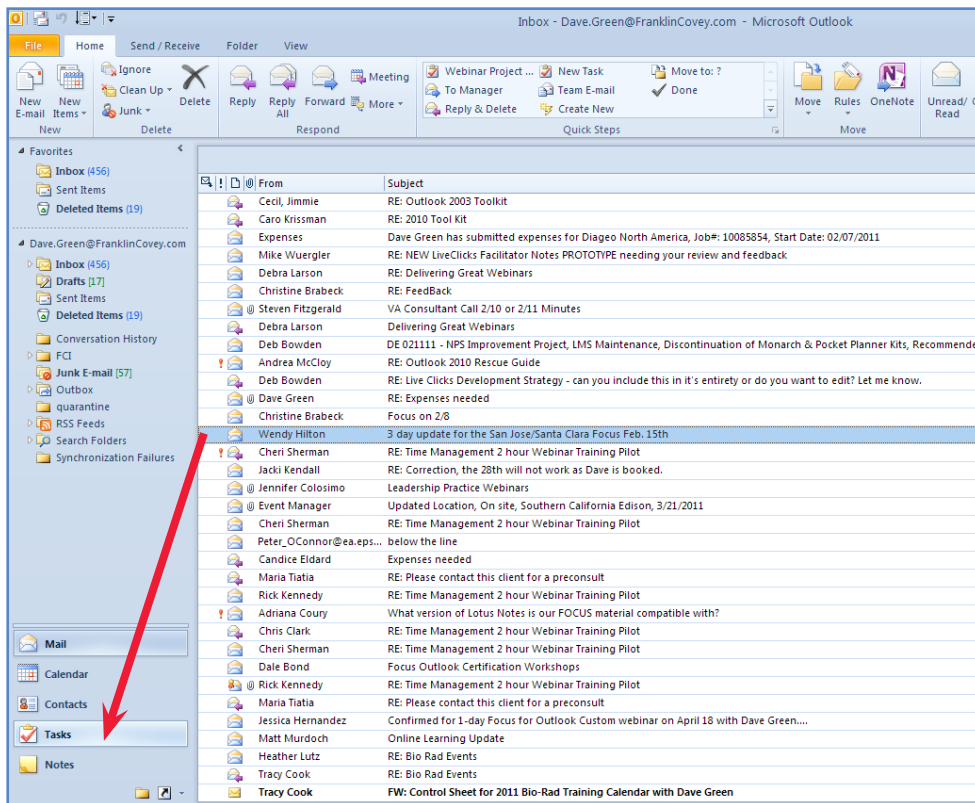 Inbox - Dave.Green@FranklinCovey.com - Microsoft Outlook
File Home Send / Receive Folder View
New E-mail
New Items
New
Ignore
Clean Up
Junk
Delete
Delete
Reply
Reply All
Forward
Meeting
More
Respond
Webinar Project ...
To Manager
Reply & Delete
New Task
Team E-mail
Create New
Move to: ?
Done
Quick Steps
Move
Rules
OneNote
Move
Unread/ Read
Favorites
Inbox (456)
Sent Items
Deleted Items (19)
Dave.Green@FranklinCovey.com
Inbox (456)
Drafts [17]
Sent Items
Deleted Items (19)
Conversation History
FCI
Junk E-mail [57]
Outbox
quarantine
RSS Feeds
Search Folders
Synchronization Failures
Mail
Calendar
Contacts
Tasks
Notes
From Subject
Cecil, Jimmie RE: Outlook 2003 Toolkit
Caro Krissman RE: 2010 Tool Kit
Expenses Dave Green has submitted expenses for Diageo North America, Job#: 10085854, Start Date: 02/07/2011
Mike Wuergler RE: NEW LiveClicks Facilitator Notes PROTOTYPE needing your review and feedback
Debra Larson RE: Delivering Great Webinars
Christine Brabeck RE: FeedBack
Steven Fitzgerald VA Consultant Call 2/10 or 2/11 Minutes
Debra Larson Delivering Great Webinars
Deb Bowden DE 021111 - NPS Improvement Project, LMS Maintenance, Discontinuation of Monarch & Pocket Planner Kits, Recommende
Andrea McCloy RE: Outlook 2010 Rescue Guide
Deb Bowden RE: Live Clicks Development Strategy - can you include this in it's entirety or do you want to edit? Let me know.
Dave Green RE: Expenses needed
Christine Brabeck Focus on 2/8
Wendy Hilton 3 day update for the San Jose/Santa Clara Focus Feb. 15th
Cheri Sherman RE: Time Management 2 hour Webinar Training Pilot
Jacki Kendall RE: Correction, the 28th will not work as Dave is booked.
Jennifer Colosimo Leadership Practice Webinars
Event Manager Updated Location, On site, Southern California Edison, 3/21/2011
Cheri Sherman RE: Time Management 2 hour Webinar Training Pilot
Peter_OConnor@ea.eps... below the line
Candice Eldard Expenses needed
Maria Tiatia RE: Please contact this client for a preconsult
Rick Kennedy RE: Time Management 2 hour Webinar Training Pilot
Adriana Coury What version of Lotus Notes is our FOCUS material compatible with?
Chris Clark RE: Time Management 2 hour Webinar Training Pilot
Cheri Sherman RE: Time Management 2 hour Webinar Training Pilot
Dale Bond Focus Outlook Certification Workshops
Rick Kennedy RE: Time Management 2 hour Webinar Training Pilot
Maria Tiatia RE: Please contact this client for a preconsult
Jessica Hernandez Confirmed for 1-day Focus for Outlook Custom webinar on April 18 with Dave Green....
Matt Murdoch Online Learning Update
Heather Lutz RE: Bio Rad Events
Tracy Cook RE: Bio Rad Events
Tracy Cook FW: Control Sheet for 2011 Bio-Rad Training Calendar with Dave Green